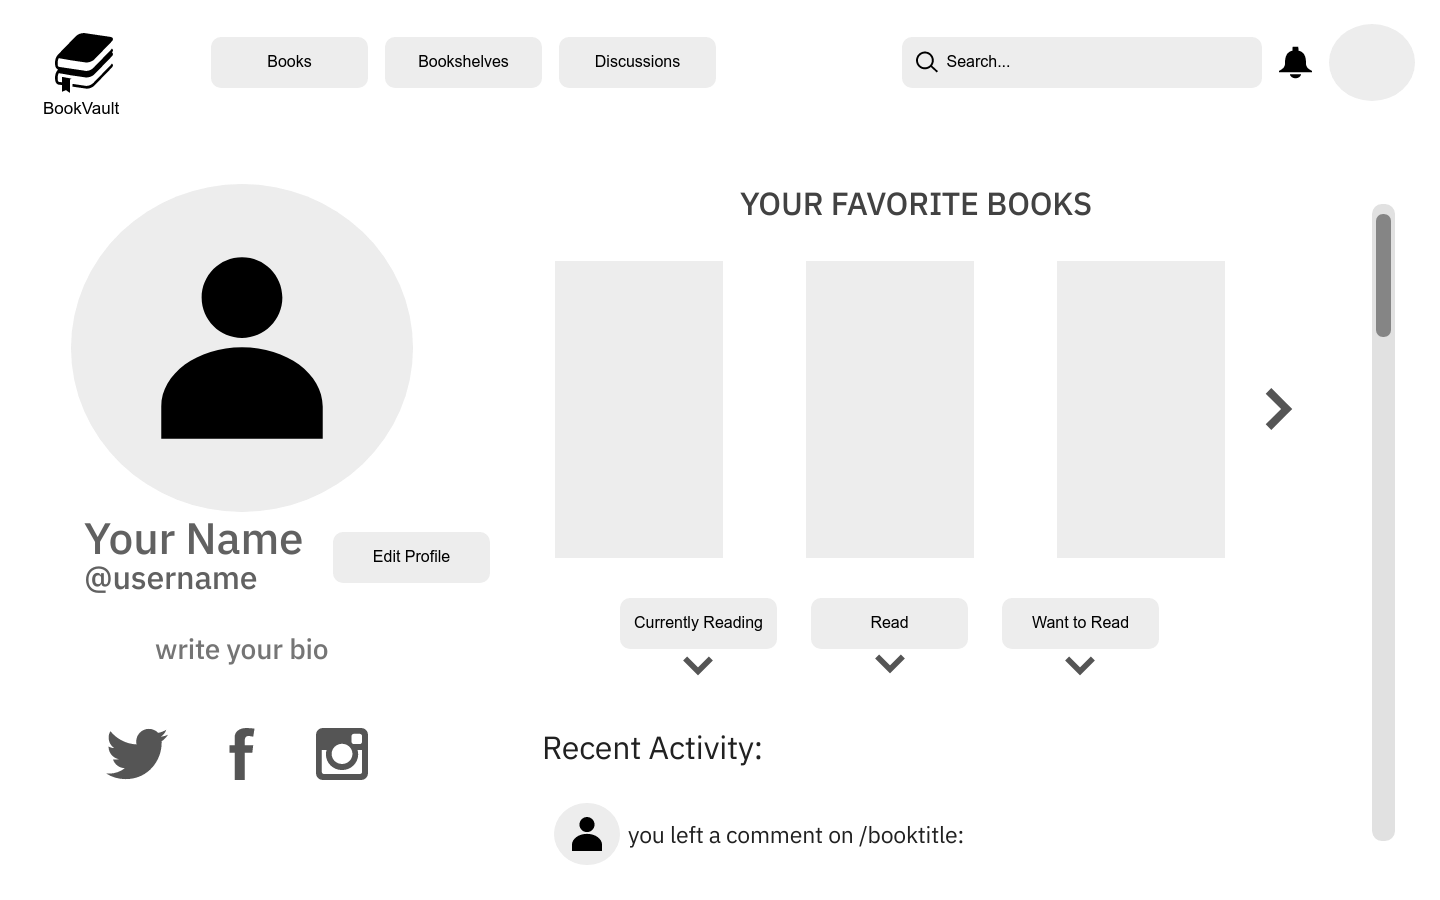 BookVault
Books
Bookshelves
Discussions
Search...
Your Name
@username
Edit Profile
write your bio
YOUR FAVORITE BOOKS
Currently Reading
Read
Want to Read
Recent Activity:
you left a comment on /booktitle: